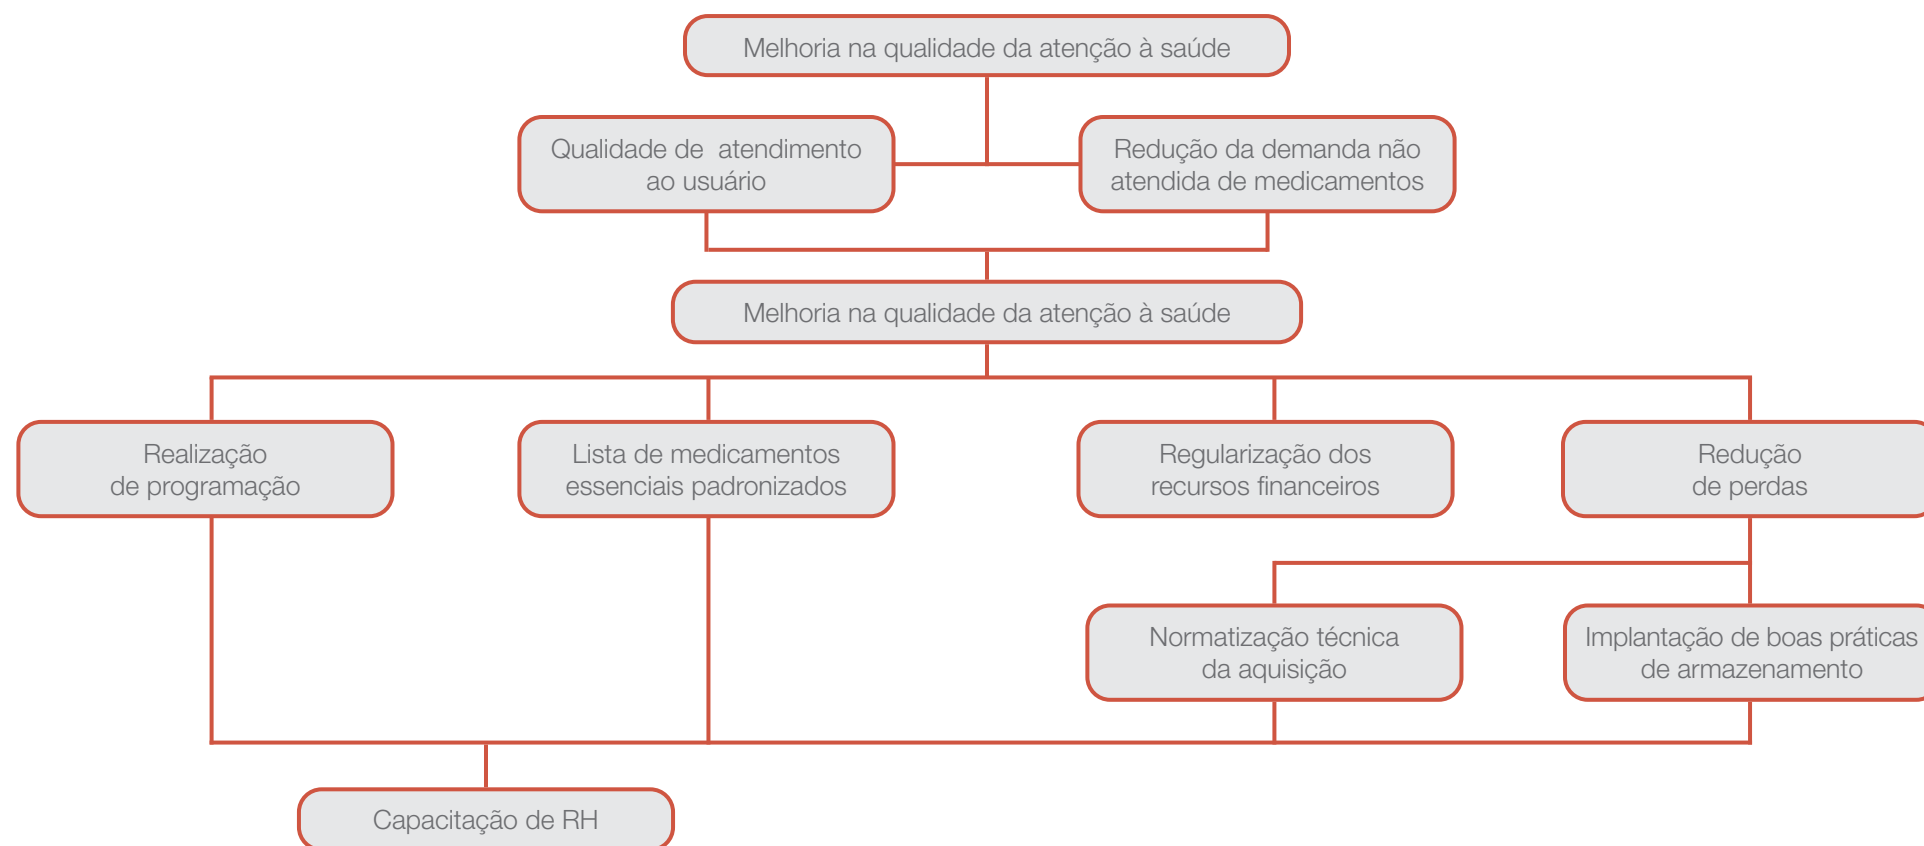 Melhoria na qualidade da atenção à saúde
Qualidade de atendimento
ao usuário
Redução da demanda não
atendida de medicamentos
Melhoria na qualidade da atenção à saúde
Realização
de programação
Lista de medicamentos
essenciais padronizados
Regularização dos
recursos financeiros
Redução
de perdas
Normatização técnica
da aquisição
Implantação de boas práticas
de armazenamento
Capacitação de RH